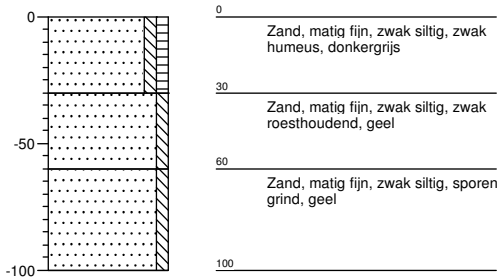 0
-50
-100
0
Zand, matig fijn, zwak siltig, zwak
humeus, donkergrijs
30
Zand, matig fijn, zwak siltig, zwak
roesthoudend, geel
60
Zand, matig fijn, zwak siltig, sporen
grind, geel
100